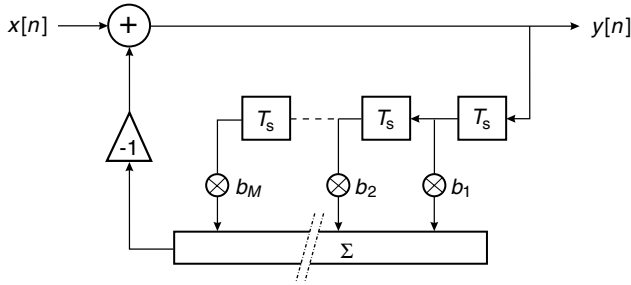 x[n] + y[n]
Ts Ts Ts
-1
bM b2 b1
Σ